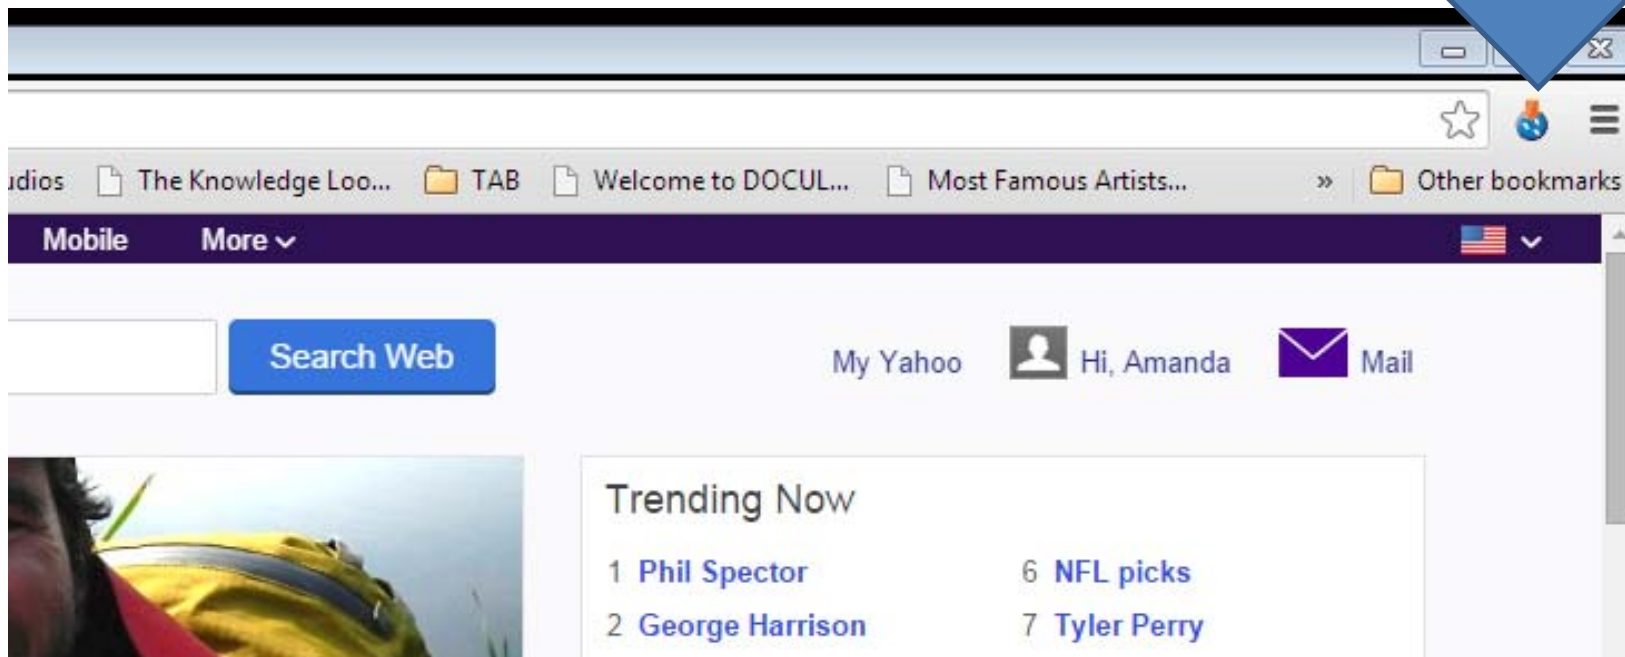 udios The Knowledge Loo... TAB Welcome to DOCUL... Most Famous Artists... » Other bookmarks
Mobile More
Search Web My Yahoo Hi, Amanda Mail
Trending Now
1 Phil Spector 6 NFL picks
2 George Harrison 7 Tyler Perry